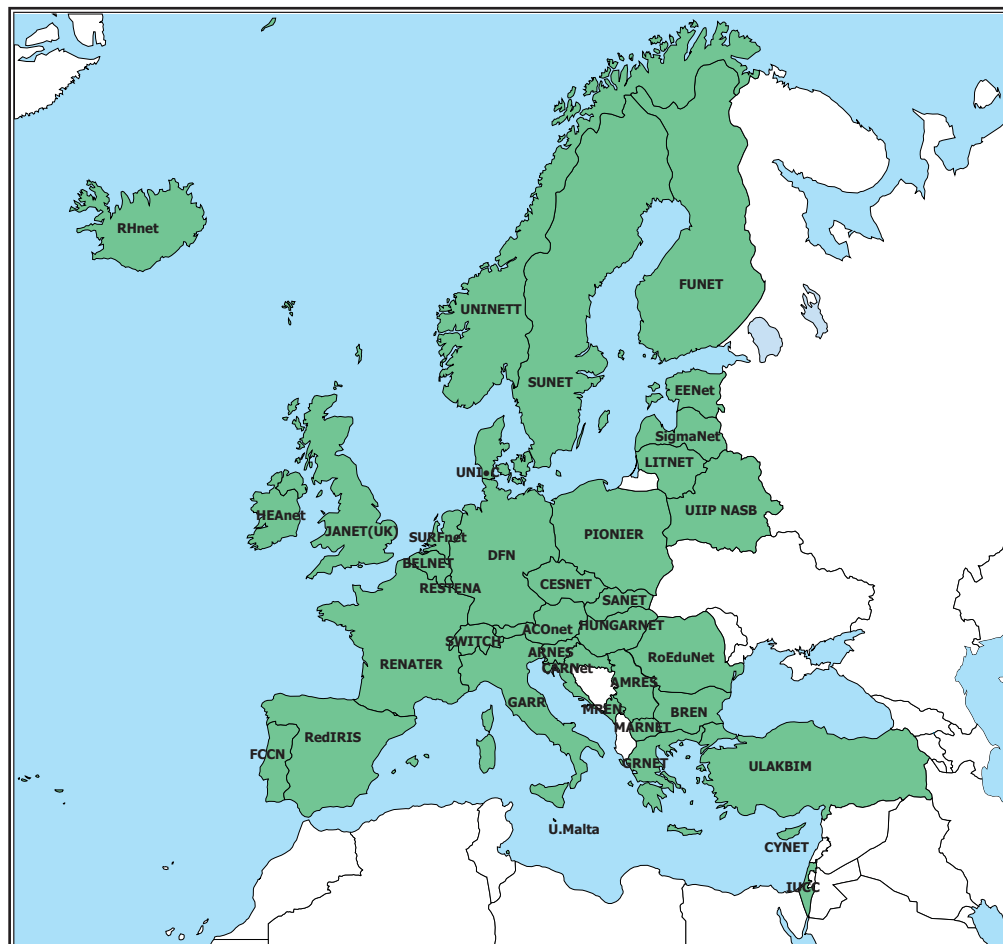 RHnet
UNINETT
FUNET
SUNET
EENet
SigmaNet
LITNET
UNI•C
UIIP NASB
HEAnet
JANET(UK)
SURFnet
PIONIER
DFN
BELNET
CESNET
RESTENA
SANET
ACOnet
HUNGARNET
SWITCH
ARNES
RoEduNet
RENATER
CARNet
AMRES
GARR
MREN
BREN
MARNET
RedIRIS
FCCN
GRNET
ULAKBIM
U.Malta
CYNET
IUCC